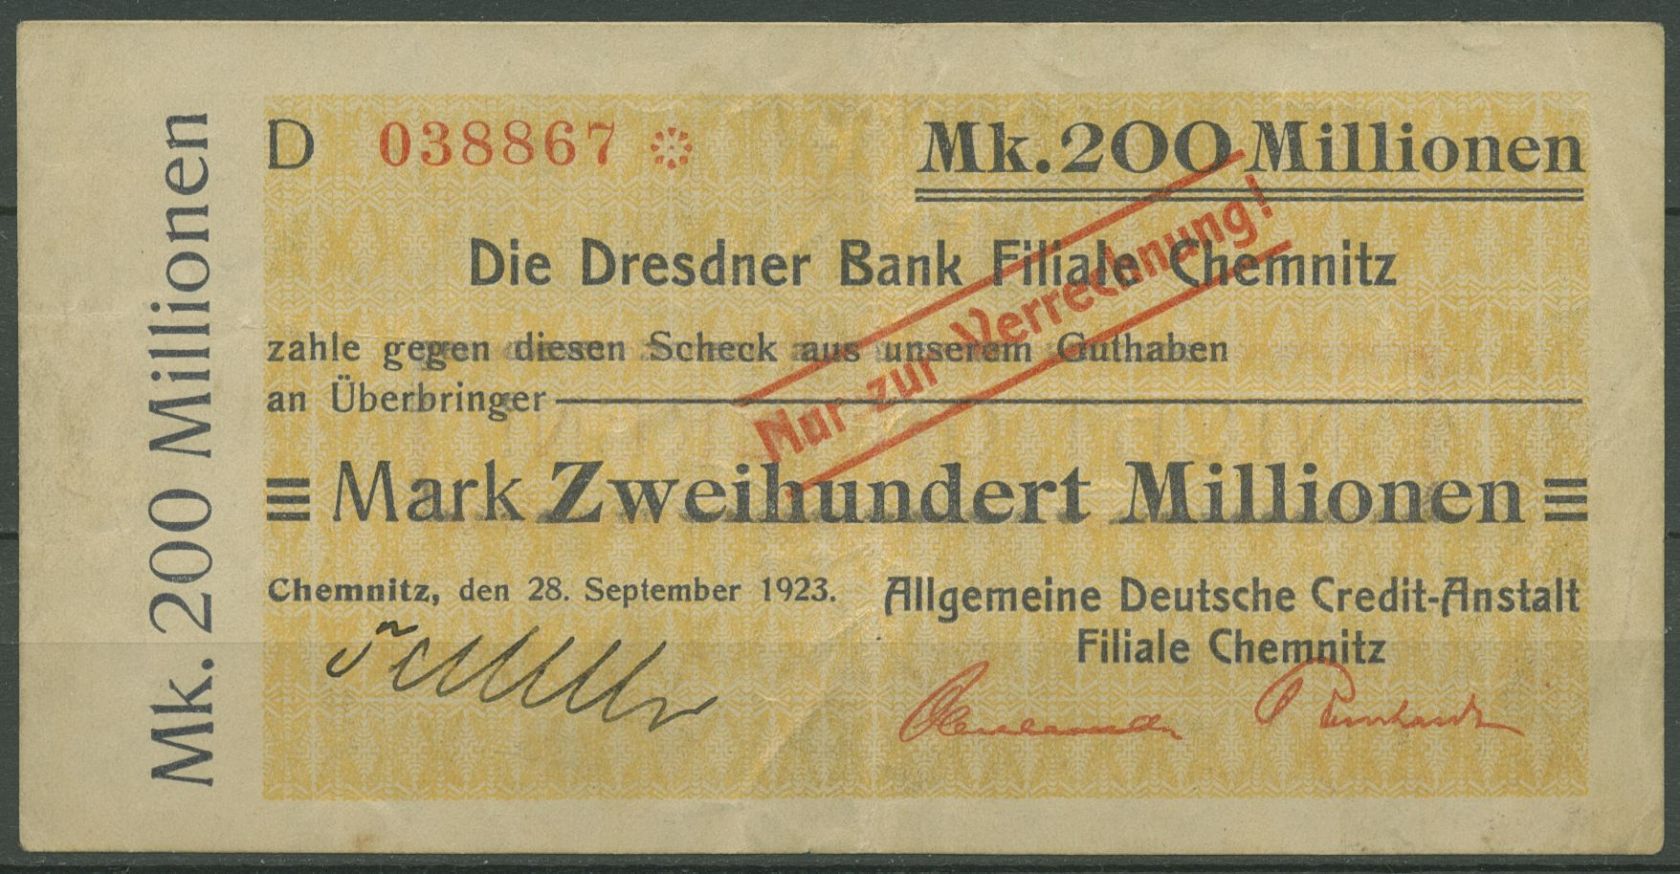 Mk. 200 Millionen
D 038867
Mk. 200 Millionen
Die Dresdner Bank Filiale Chemnitz
Nur zur Verrechnung!
zahle gegen diesen Scheck aus unserem Guthaben
an Überbringer
Mark Zweihundert Millionen
Chemnitz, den 28. September 1923.
Allgemeine Deutsche Credit-Anstalt
Filiale Chemnitz